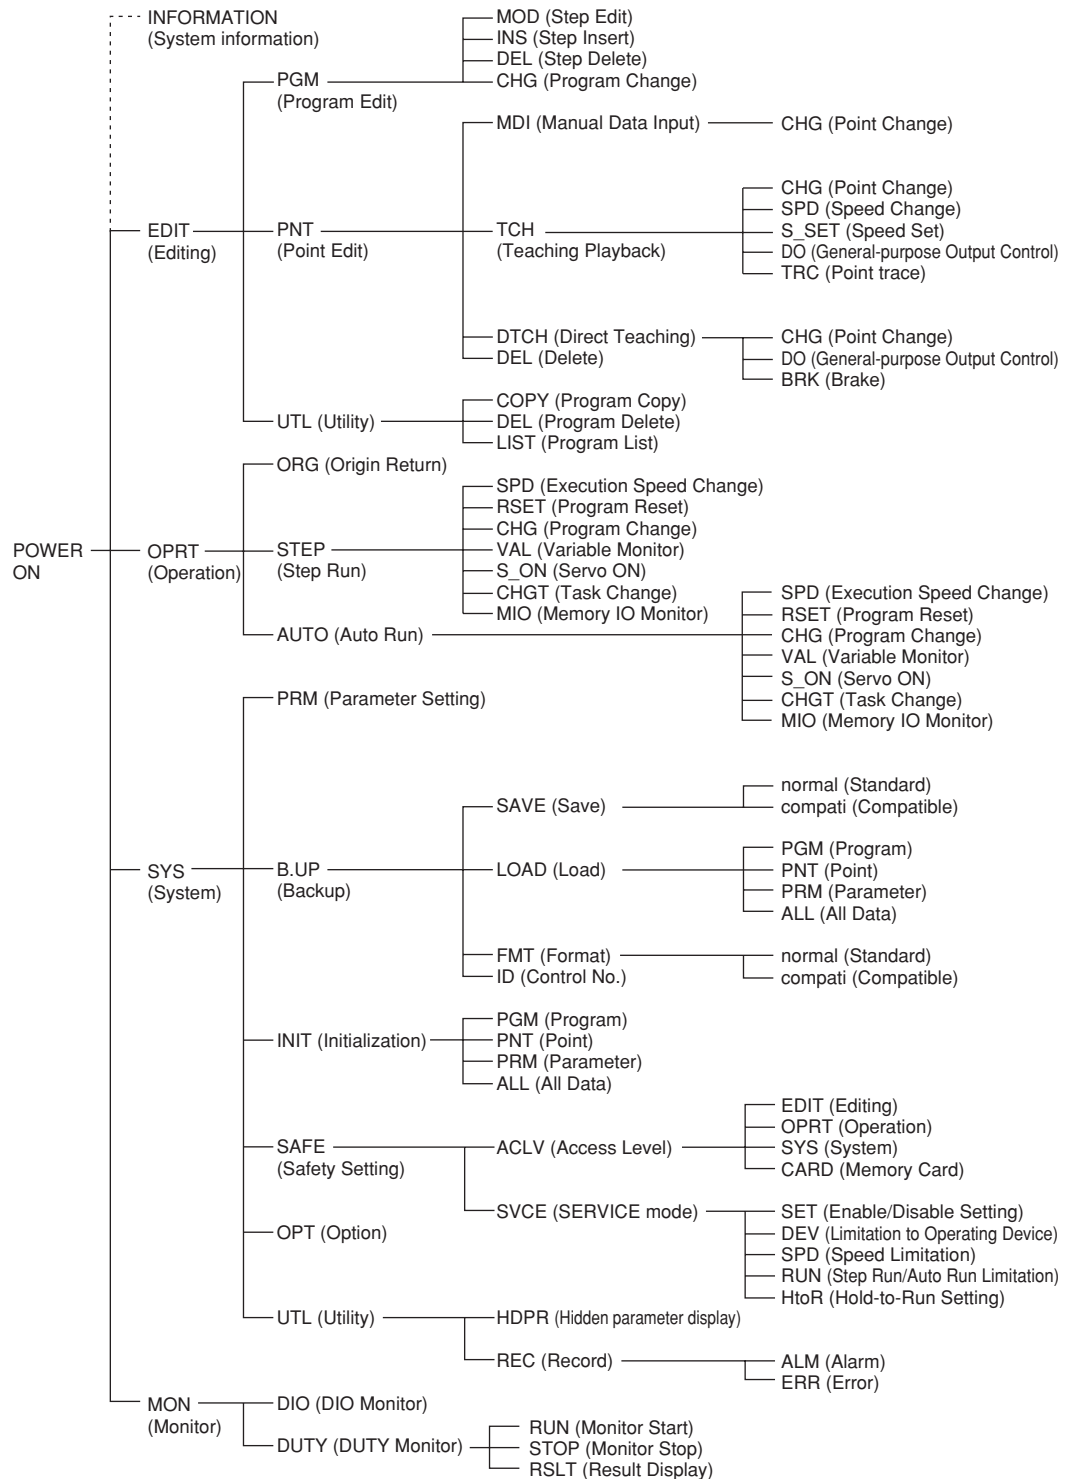 INFORMATION
(System information)
EDIT
(Editing)
PGM
(Program Edit)
MOD (Step Edit)
INS (Step Insert)
DEL (Step Delete)
CHG (Program Change)
PNT
(Point Edit)
MDI (Manual Data Input)
CHG (Point Change)
TCH
(Teaching Playback)
CHG (Point Change)
SPD (Speed Change)
S_SET (Speed Set)
DO (General-purpose Output Control)
TRC (Point trace)
DTCH (Direct Teaching)
CHG (Point Change)
DO (General-purpose Output Control)
BRK (Brake)
DEL (Delete)
UTL (Utility)
COPY (Program Copy)
DEL (Program Delete)
LIST (Program List)
POWER
ON
OPRT
(Operation)
ORG (Origin Return)
STEP
(Step Run)
SPD (Execution Speed Change)
RSET (Program Reset)
CHG (Program Change)
VAL (Variable Monitor)
S_ON (Servo ON)
CHGT (Task Change)
MIO (Memory IO Monitor)
AUTO (Auto Run)
SPD (Execution Speed Change)
RSET (Program Reset)
CHG (Program Change)
VAL (Variable Monitor)
S_ON (Servo ON)
CHGT (Task Change)
MIO (Memory IO Monitor)
SYS
(System)
PRM (Parameter Setting)
B.UP
(Backup)
SAVE (Save)
normal (Standard)
compati (Compatible)
LOAD (Load)
PGM (Program)
PNT (Point)
PRM (Parameter)
ALL (All Data)
FMT (Format)
normal (Standard)
compati (Compatible)
ID (Control No.)
INIT (Initialization)
PGM (Program)
PNT (Point)
PRM (Parameter)
ALL (All Data)
SAFE
(Safety Setting)
ACLV (Access Level)
EDIT (Editing)
OPRT (Operation)
SYS (System)
CARD (Memory Card)
SVCE (SERVICE mode)
SET (Enable/Disable Setting)
DEV (Limitation to Operating Device)
SPD (Speed Limitation)
RUN (Step Run/Auto Run Limitation)
HtoR (Hold-to-Run Setting)
OPT (Option)
UTL (Utility)
HDPR (Hidden parameter display)
REC (Record)
ALM (Alarm)
ERR (Error)
MON
(Monitor)
DIO (DIO Monitor)
DUTY (DUTY Monitor)
RUN (Monitor Start)
STOP (Monitor Stop)
RSLT (Result Display)